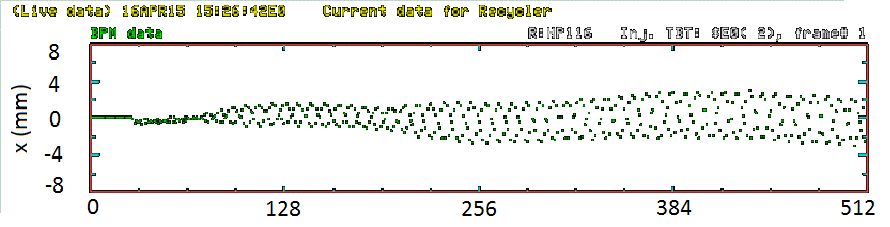 (Live data) 16APR15 15:26:42E0 Current data for Recycler
BPM data R:HP116 Inj. TBT: $E0( 2), frame# 1
8
4
0
-4
-8
x (mm)
0 128 256 384 512